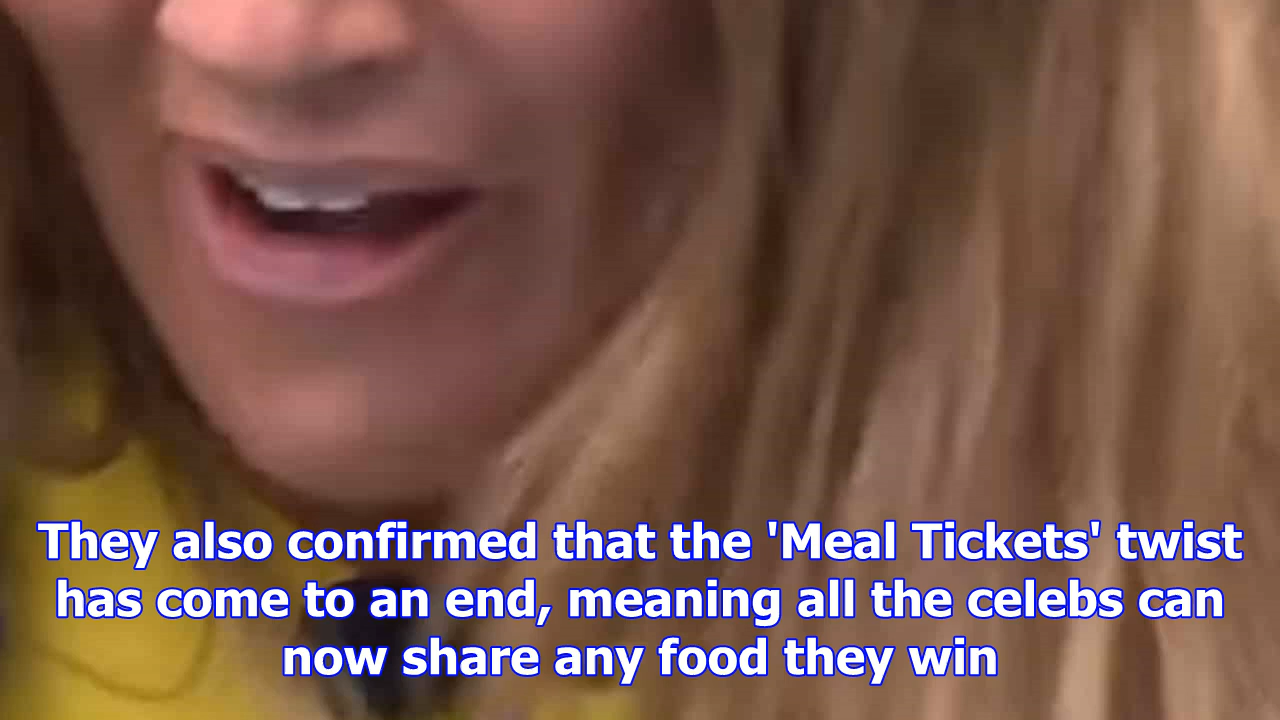 They also confirmed that the 'Meal Tickets' twist
has come to an end, meaning all the celebs can
now share any food they win